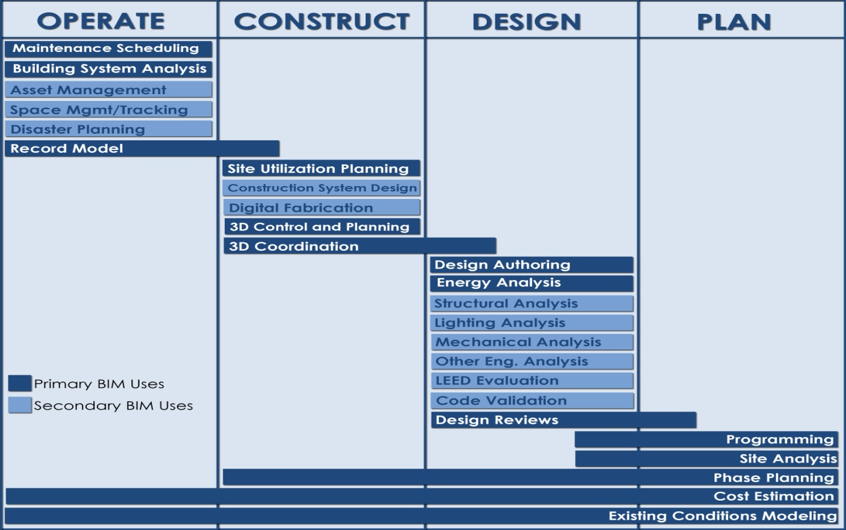 OPERATE CONSTRUCT DESIGN PLAN
Maintenance Scheduling
Building System Analysis
Asset Management
Space Mgmt/Tracking
Disaster Planning
Record Model
Site Utilization Planning
Construction System Design
Digital Fabrication
3D Control and Planning
3D Coordination
Design Authoring
Energy Analysis
Structural Analysis
Lighting Analysis
Mechanical Analysis
Other Eng. Analysis
LEED Evaluation
Code Validation
Design Reviews
Primary BIM Uses
Secondary BIM Uses
Programming
Site Analysis
Phase Planning
Cost Estimation
Existing Conditions Modeling